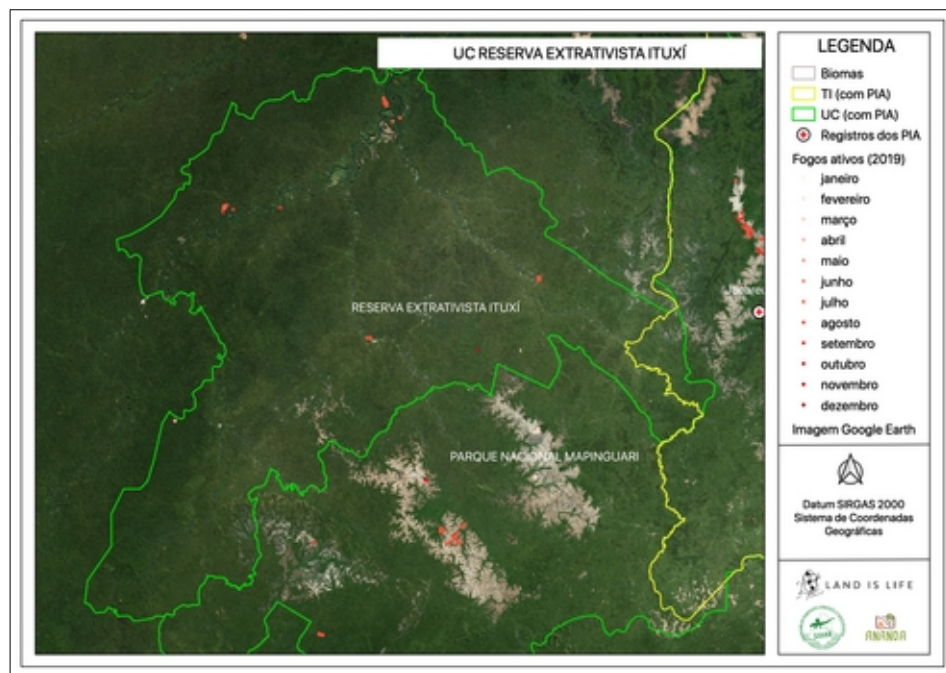 UC RESERVA EXTRATIVISTA ITUXÍ
RESERVA EXTRATIVISTA ITUXÍ
PARQUE NACIONAL MAPINGUARI
LEGENDA
Biomas
TI (com PIA)
UC (com PIA)
Registros dos PIA
Fogos ativos (2019)
janeiro
fevereiro
março
abril
maio
junho
julho
agosto
setembro
outubro
novembro
dezembro
Imagem Google Earth
Datum SIRGAS 2000
Sistema de Coordenadas
Geográficas
LAND IS LIFE
ANANDA